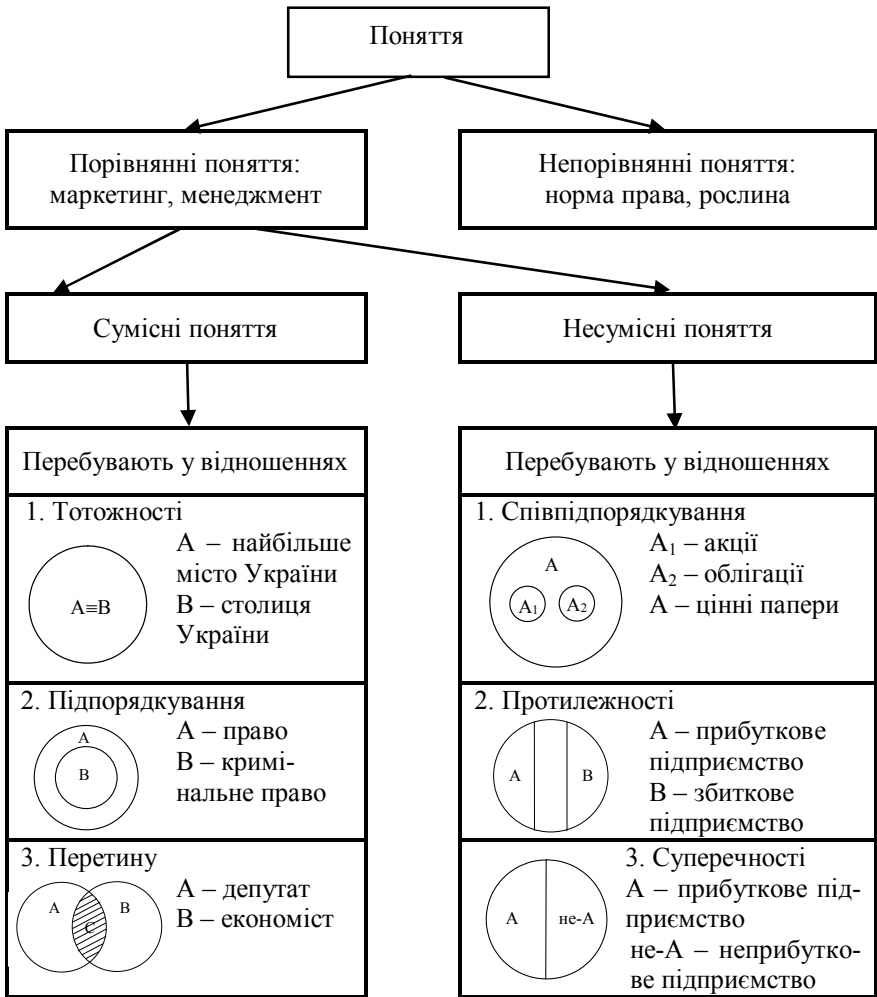 Поняття
Порівнянні поняття:
маркетинг, менеджмент
Непорівнянні поняття:
норма права, рослина
Сумісні поняття
Несумісні поняття
Перебувають у відношеннях
1. Тотожності
A≡B
А – найбільше
місто України
В – столиця
України
2. Підпорядкування
A
B
А – право
В – кримі-
нальне право
3. Перетину
A
C
B
А – депутат
В – економіст
Перебувають у відношеннях
1. Співпідпорядкування
A
A₁
A₂
А₁ – акції
А₂ – облігації
А – цінні папери
2. Протилежності
A
B
А – прибуткове
підприємство
В – збиткове
підприємство
3. Суперечності
A
не-А
А – прибуткове під-
приємство
не-А – неприбутко-
ве підприємство